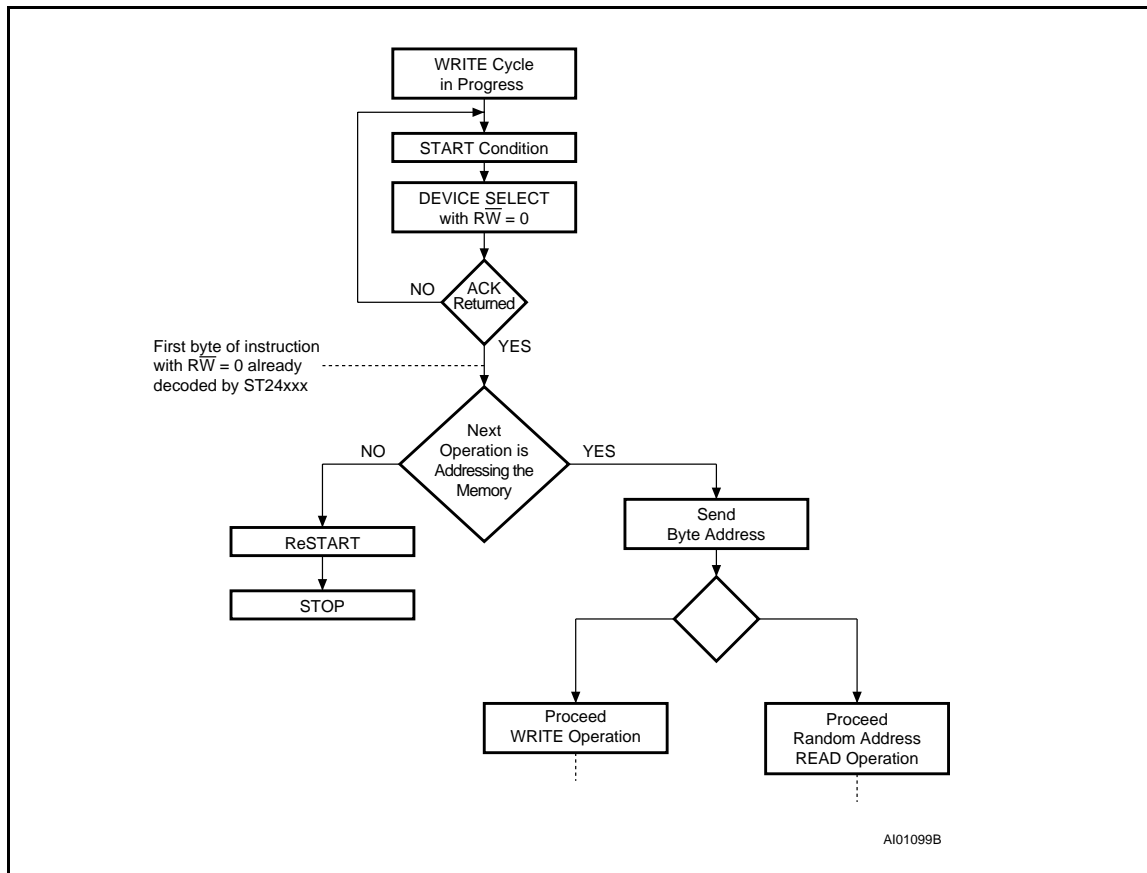 WRITE Cycle
in Progress
START Condition
DEVICE SELECT
with RW̅ = 0
NO
ACK
Returned
YES
First byte of instruction
with RW̅ = 0 already
decoded by ST24xxx
Next
Operation is
Addressing the
Memory
NO
YES
ReSTART
STOP
Send
Byte Address
Proceed
WRITE Operation
Proceed
Random Address
READ Operation
AI01099B